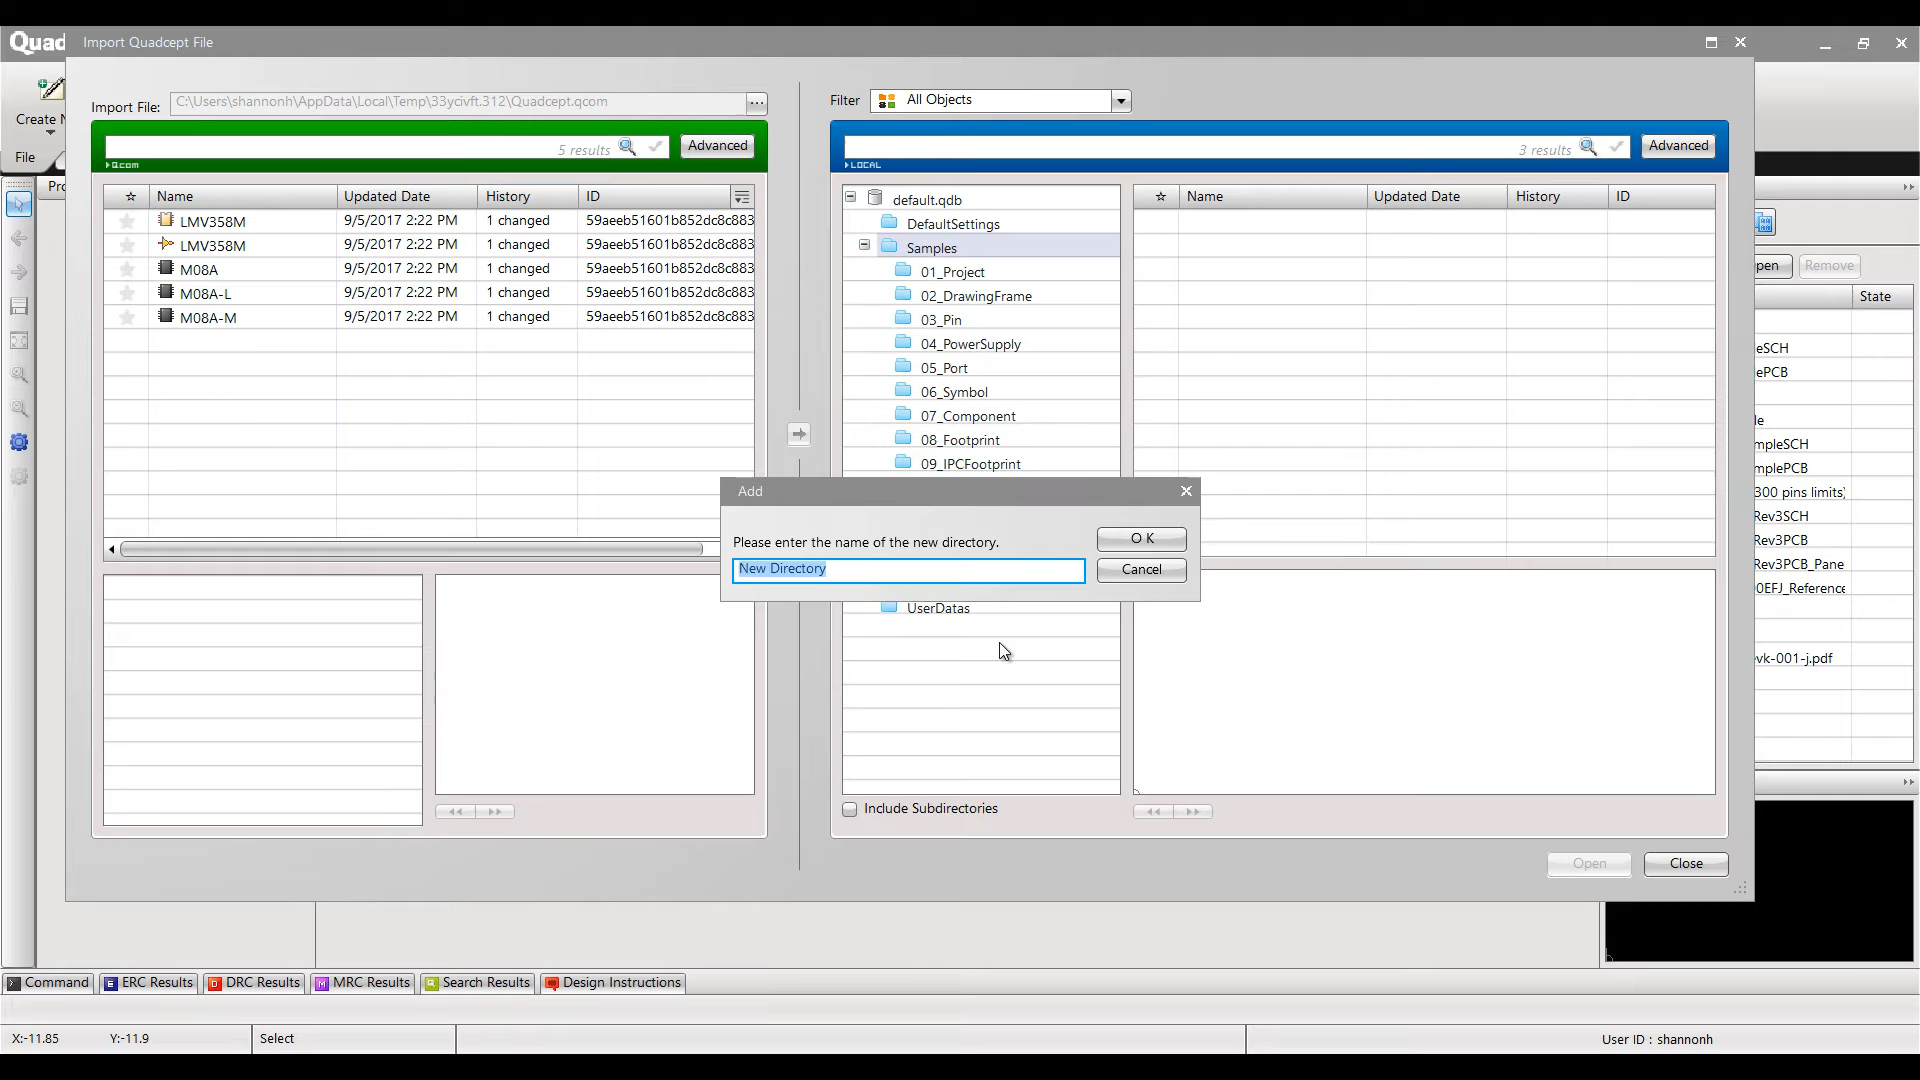 Quad
Import Quadcept File
Create N
File
Pro
Import File:
C:\Users\shannonh\AppData\Local\Temp\33ycivft.312\Quadcept.qcom
...
5 results
Advanced
Qcom
Name
Updated Date
History
ID
LMV358M
9/5/2017 2:22 PM
1 changed
59aeeb51601b852dc8c883
LMV358M
9/5/2017 2:22 PM
1 changed
59aeeb51601b852dc8c883
M08A
9/5/2017 2:22 PM
1 changed
59aeeb51601b852dc8c883
M08A-L
9/5/2017 2:22 PM
1 changed
59aeeb51601b852dc8c883
M08A-M
9/5/2017 2:22 PM
1 changed
59aeeb51601b852dc8c883
Filter
All Objects
3 results
Advanced
LOCAL
default.qdb
DefaultSettings
Samples
01_Project
02_DrawingFrame
03_Pin
04_PowerSupply
05_Port
06_Symbol
07_Component
08_Footprint
09_IPCFootprint
UserDatas
Include Subdirectories
Name
Updated Date
History
ID
Add
Please enter the name of the new directory.
New Directory
O K
Cancel
Open
Close
pen
Remove
State
eSCH
ePCB
le
mpleSCH
mplePCB
300 pins limits)
Rev3SCH
Rev3PCB
Rev3PCB_Pane
0EFJ_Reference
vk-001-j.pdf
Command
ERC Results
DRC Results
MRC Results
Search Results
Design Instructions
X:-11.85
Y:-11.9
Select
User ID : shannonh